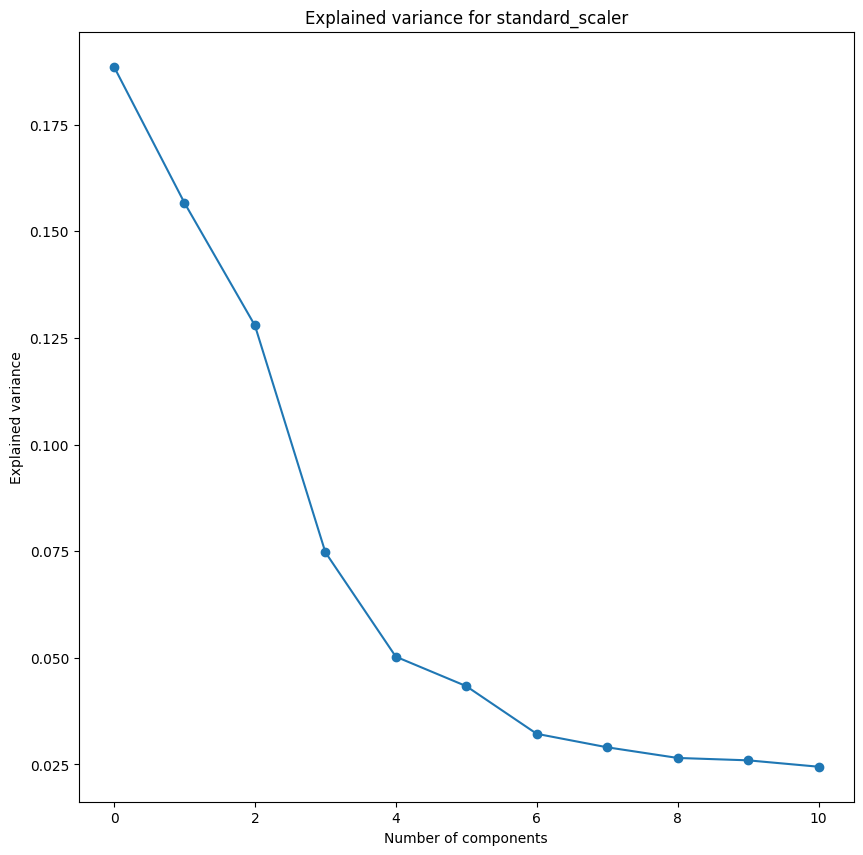 Explained variance for standard_scaler
Explained variance
0.175
0.150
0.125
0.100
0.075
0.050
0.025
0 2 4 6 8 10
Number of components